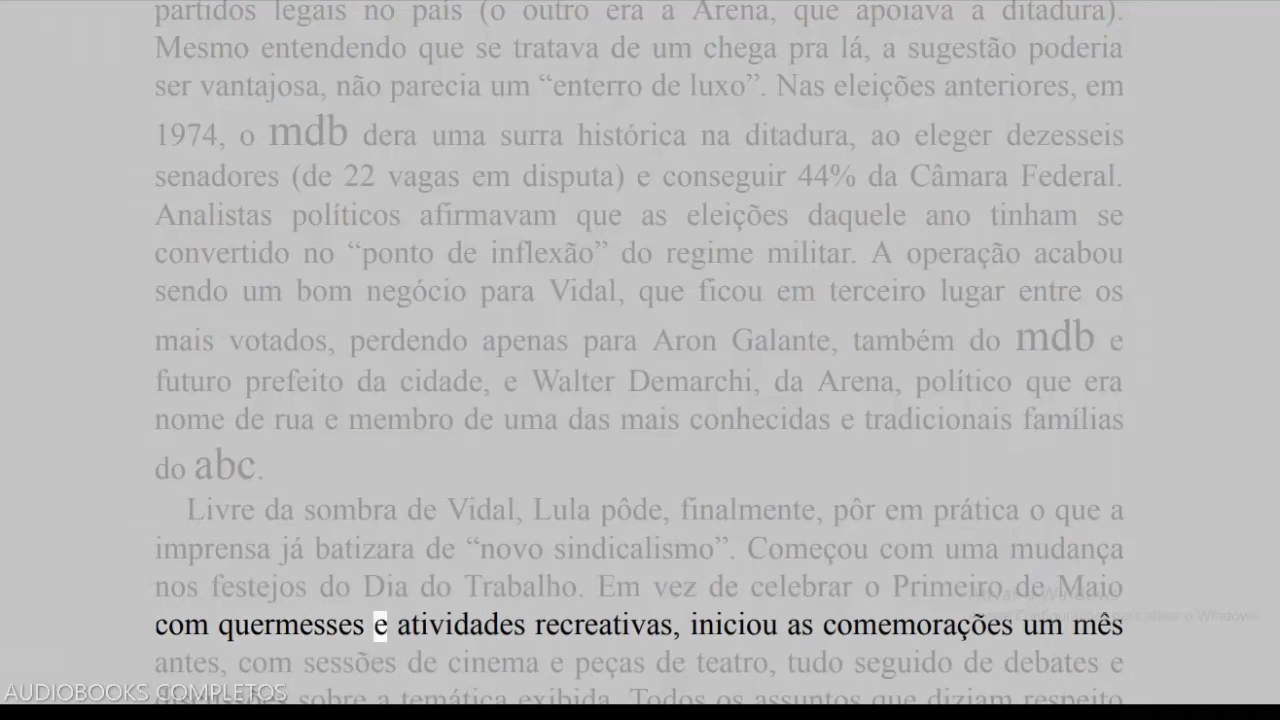 partidos legais no país (o outro era a Arena, que apoiava a ditadura).
Mesmo entendendo que se tratava de um chega pra lá, a sugestão poderia
ser vantajosa, não parecia um “enterro de luxo”. Nas eleições anteriores, em
1974, o mdb dera uma surra histórica na ditadura, ao eleger dezesseis
senadores (de 22 vagas em disputa) e conseguir 44% da Câmara Federal.
Analistas políticos afirmavam que as eleições daquele ano tinham se
convertido no “ponto de inflexão” do regime militar. A operação acabou
sendo um bom negócio para Vidal, que ficou em terceiro lugar entre os
mais votados, perdendo apenas para Aron Galante, também do mdb e
futuro prefeito da cidade, e Walter Demarchi, da Arena, político que era
nome de rua e membro de uma das mais conhecidas e tradicionais famílias
do abc.
Livre da sombra de Vidal, Lula pôde, finalmente, pôr em prática o que a
imprensa já batizara de “novo sindicalismo”. Começou com uma mudança
nos festejos do Dia do Trabalho. Em vez de celebrar o Primeiro de Maio
com quermesses e atividades recreativas, iniciou as comemorações um mês
antes, com sessões de cinema e peças de teatro, tudo seguido de debates e
sobre a temática exibida. Todos os assuntos que diziam respeito
AUDIOBOOKS COMPLETOS